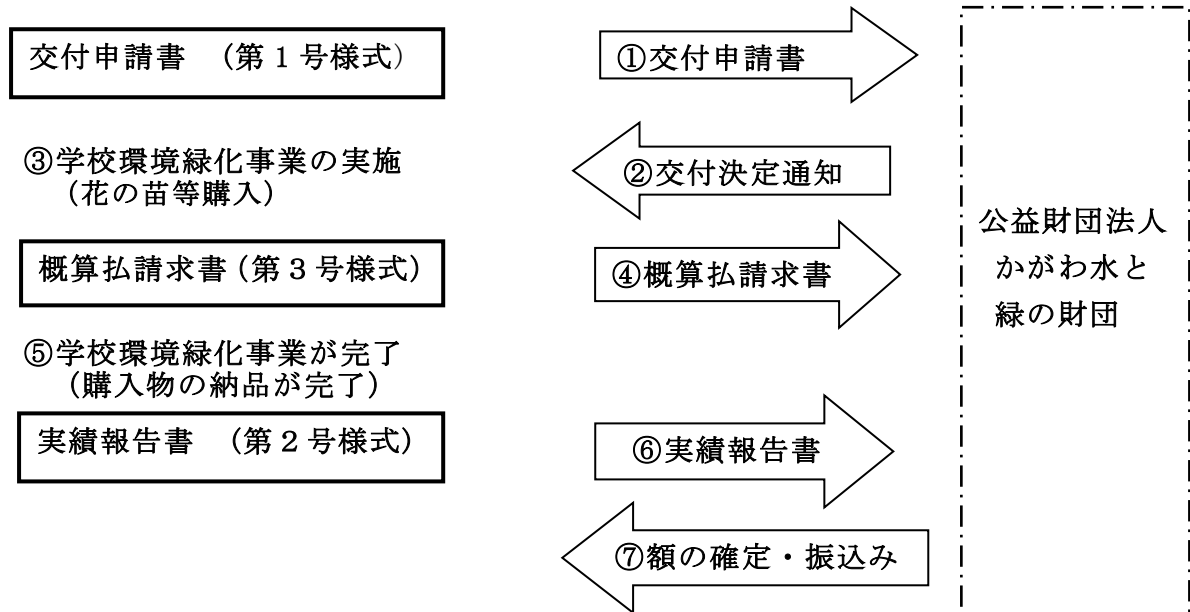 交付申請書　（第１号様式）
①交付申請書
③学校環境緑化事業の実施
（花の苗等購入）
②交付決定通知
概算払請求書（第３号様式）
④概算払請求書
公益財団法人
かがわ水と
緑の財団
⑤学校環境緑化事業が完了
（購入物の納品が完了）
実績報告書　（第２号様式）
⑥実績報告書
⑦額の確定・振込み